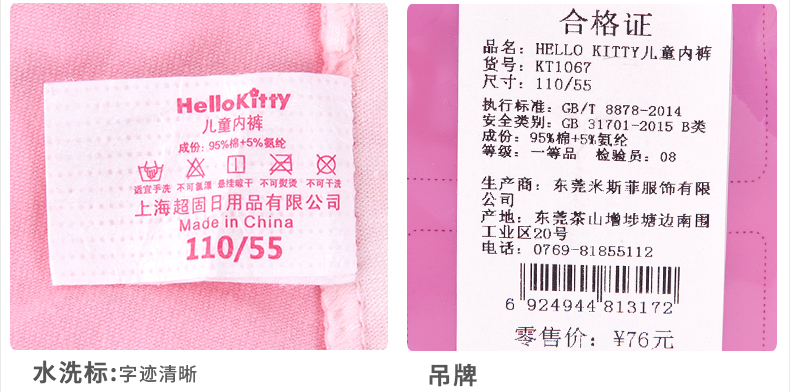 HelloKitty
儿童内裤
成份: 95%棉+5%氨纶
适宜手洗 不可氯漂 悬挂晾干 不可熨烫 不可干洗
上海超固日用品有限公司
Made in China
110/55
水洗标:字迹清晰
合格证
品名: HELLO KITTY儿童内裤
货号: KT1067
尺寸: 110/55
执行标准: GB/T 8878-2014
安全类别: GB 31701-2015 B类
成份: 95%棉+5%氨纶
等级: 一等品 检验员: 08
生产商: 东莞米斯菲服饰有限
公司
产地: 东莞茶山增埗塘边南围
工业区20号
电话: 0769-81855112
6 924944 813172
零售价: ¥76元
吊牌